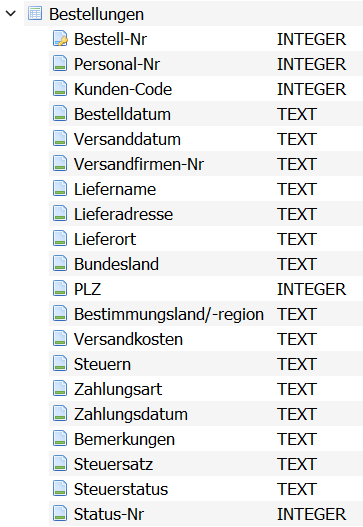 Bestellungen
Bestell-Nr INTEGER
Personal-Nr INTEGER
Kunden-Code INTEGER
Bestelldatum TEXT
Versanddatum TEXT
Versandfirmen-Nr TEXT
Liefername TEXT
Lieferadresse TEXT
Lieferort TEXT
Bundesland TEXT
PLZ INTEGER
Bestimmungsland/-region TEXT
Versandkosten TEXT
Steuern TEXT
Zahlungsart TEXT
Zahlungsdatum TEXT
Bemerkungen TEXT
Steuersatz TEXT
Steuerstatus TEXT
Status-Nr INTEGER